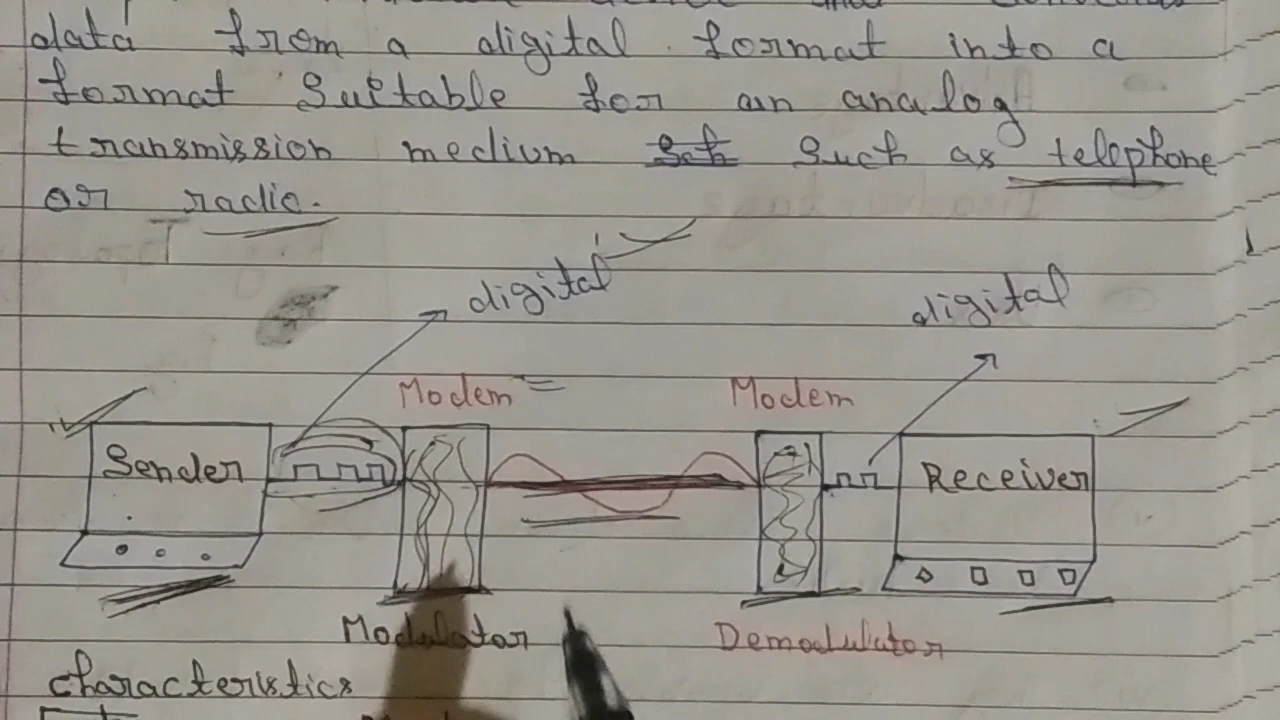 data from a digital format into a
format Suitable for an analog
transmission medium such as telephone
or radio.
digital
digital
Modem
Modem
Sender
Receiver
Modulator
Demodulator
characteristics